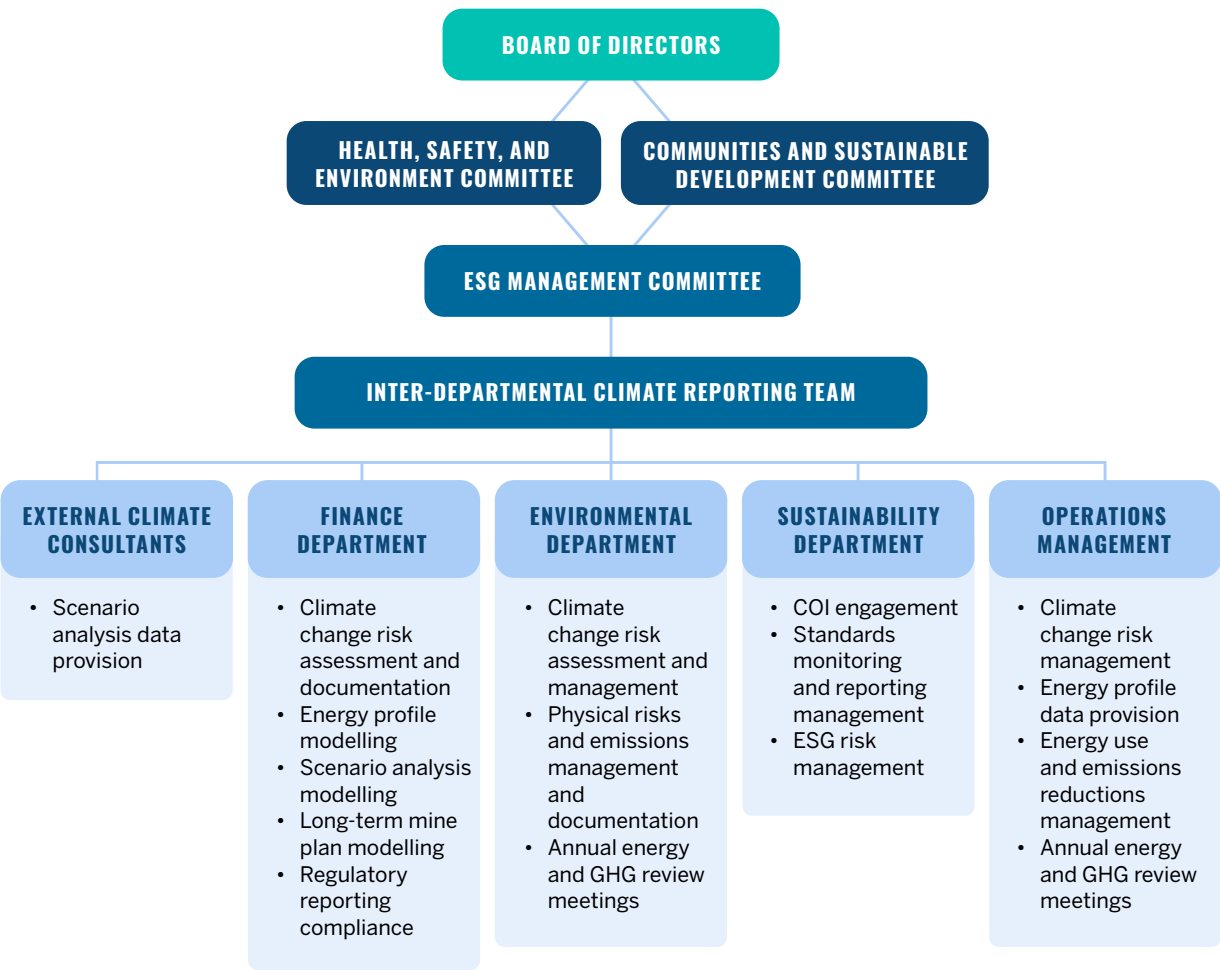 BOARD OF DIRECTORS
HEALTH, SAFETY, AND
ENVIRONMENT COMMITTEE
COMMUNITIES AND SUSTAINABLE
DEVELOPMENT COMMITTEE
ESG MANAGEMENT COMMITTEE
INTER-DEPARTMENTAL CLIMATE REPORTING TEAM
EXTERNAL CLIMATE
CONSULTANTS
• Scenario
analysis data
provision
FINANCE
DEPARTMENT
• Climate
change risk
assessment and
documentation
• Energy profile
modelling
• Scenario analysis
modelling
• Long-term mine
plan modelling
• Regulatory
reporting
compliance
ENVIRONMENTAL
DEPARTMENT
• Climate
change risk
assessment and
management
• Physical risks
and emissions
management
and
documentation
• Annual energy
and GHG review
meetings
SUSTAINABILITY
DEPARTMENT
• COI engagement
• Standards
monitoring
and reporting
management
• ESG risk
management
OPERATIONS
MANAGEMENT
• Climate
change risk
management
• Energy profile
data provision
• Energy use
and emissions
reductions
management
• Annual energy
and GHG review
meetings